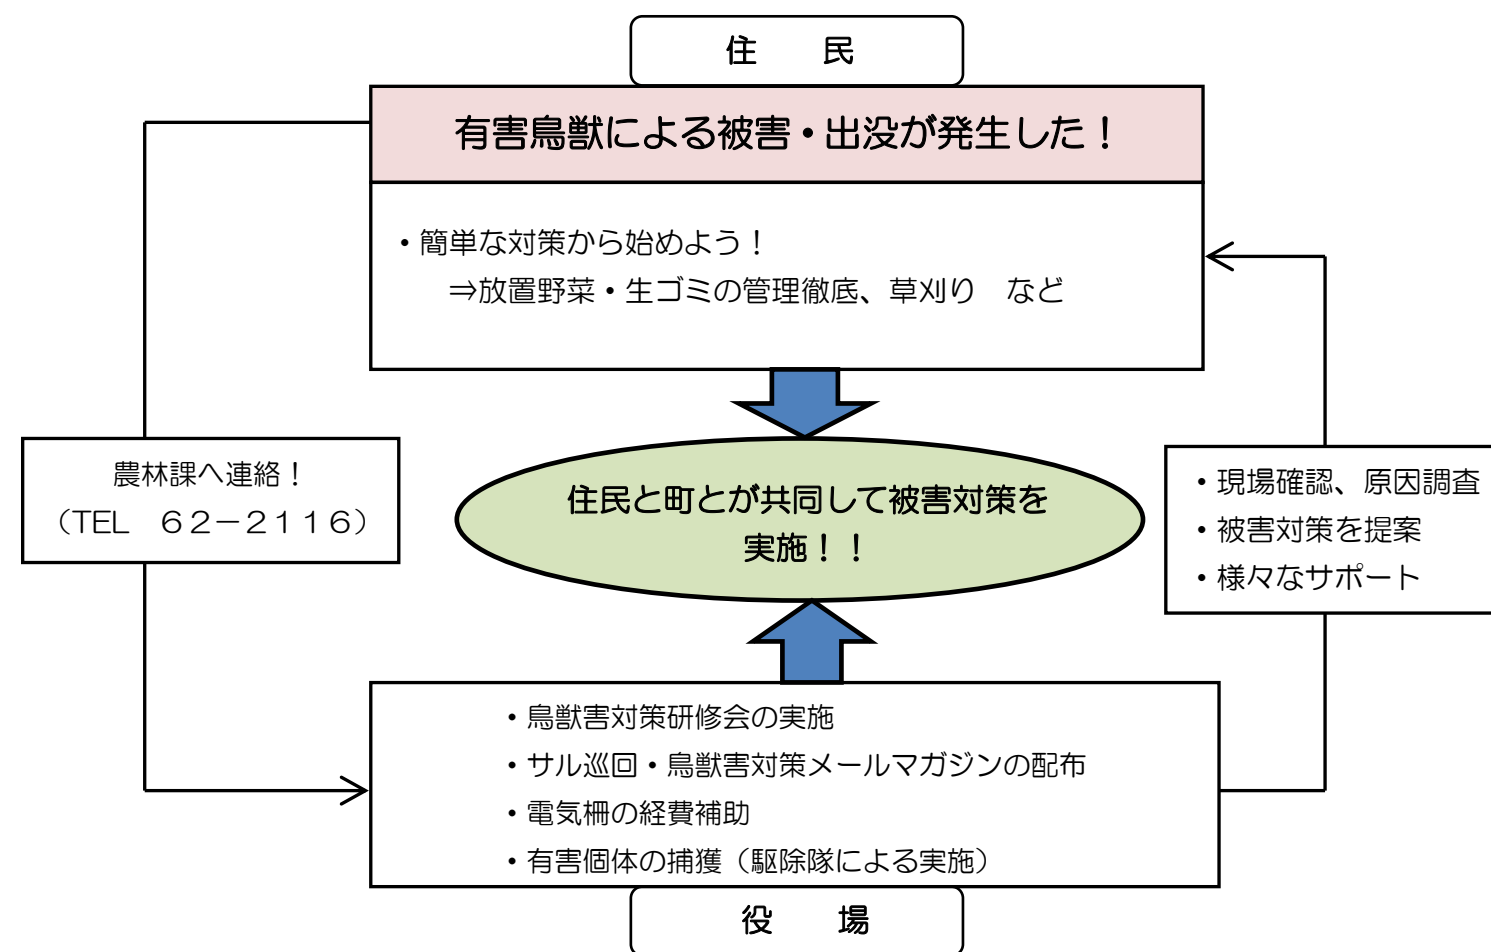 住　　民
有害鳥獣による被害・出没が発生した！
・簡単な対策から始めよう！
⇒放置野菜・生ゴミの管理徹底、草刈り　など
農林課へ連絡！
（TEL　６２－２１１６）
住民と町とが共同して被害対策を
実施！！
・現場確認、原因調査
・被害対策を提案
・様々なサポート
・鳥獣害対策研修会の実施
・サル巡回・鳥獣害対策メールマガジンの配布
・電気柵の経費補助
・有害個体の捕獲（駆除隊による実施）
役　　場